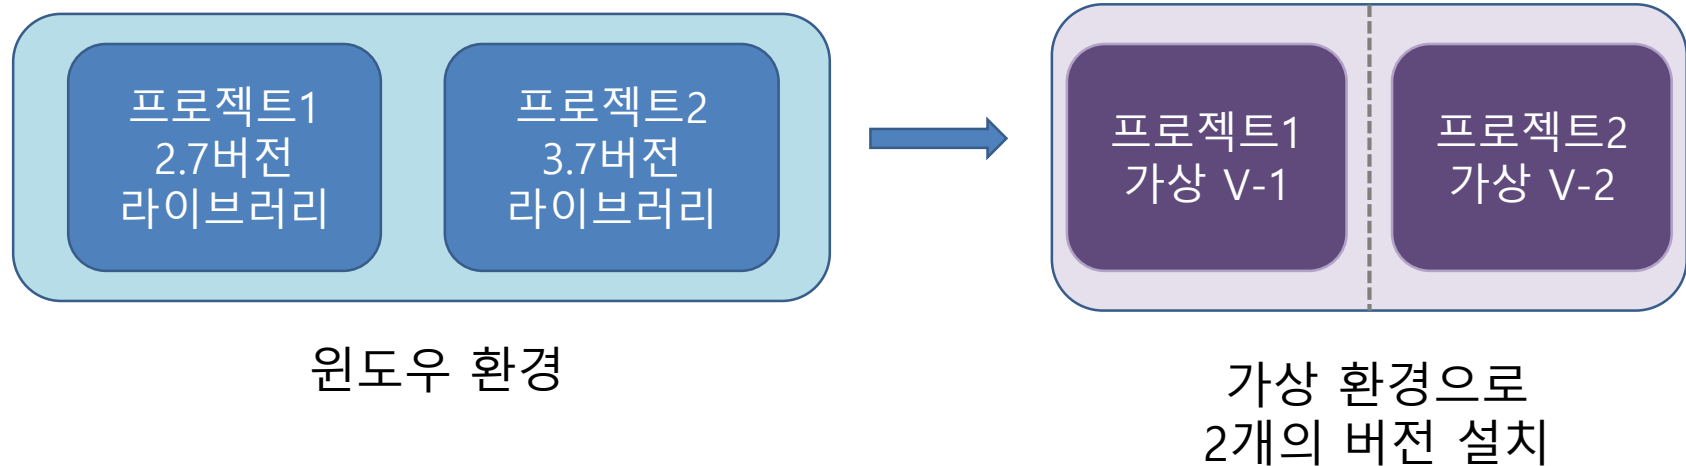 프로젝트1
2.7버전
라이브러리
프로젝트2
3.7버전
라이브러리
윈도우 환경
프로젝트1
가상 V-1
프로젝트2
가상 V-2
가상 환경으로
2개의 버전 설치